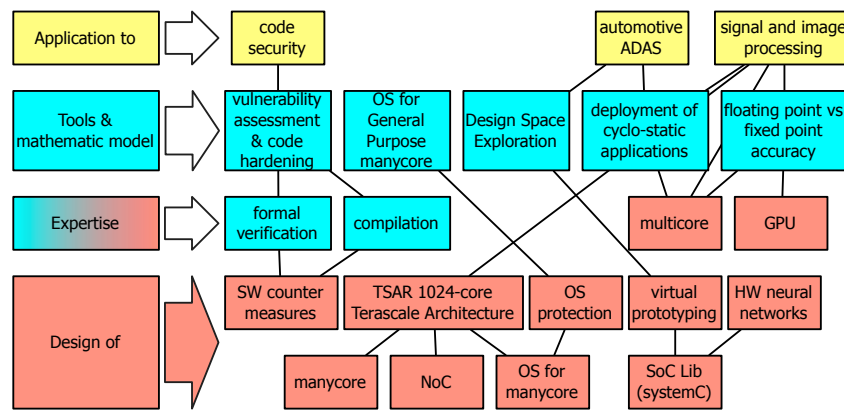 Application to
code
security
automotive
ADAS
signal and image
processing
Tools &
mathematic model
vulnerability
assessment
& code
hardening
OS for
General
Purpose
manycore
Design Space
Exploration
deployment of
cyclo-static
applications
floating point vs
fixed point
accuracy
Expertise
formal
verification
compilation
multicore
GPU
Design of
SW counter
measures
TSAR 1024-core
Terascale Architecture
OS
protection
virtual
prototyping
HW neural
networks
manycore
NoC
OS for
manycore
SoC Lib
(systemC)